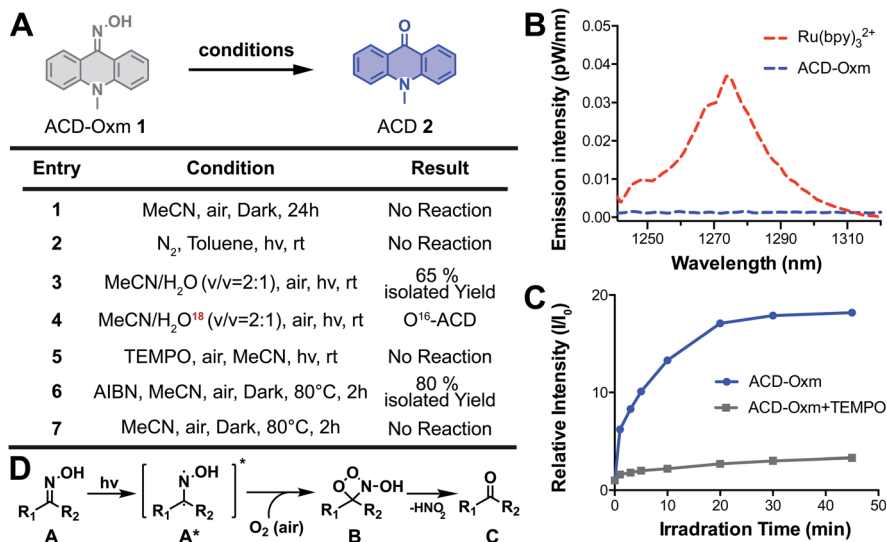 A
N
OH
N
conditions
O
N
ACD-Oxm 1
ACD 2
Entry Condition Result
1 MeCN, air, Dark, 24h No Reaction
2 N2, Toluene, hv, rt No Reaction
3 MeCN/H2O (v/v=2:1), air, hv, rt 65 % isolated Yield
4 MeCN/H2O18 (v/v=2:1), air, hv, rt O16-ACD
5 TEMPO, air, MeCN, hv, rt No Reaction
6 AIBN, MeCN, air, Dark, 80°C, 2h 80 % isolated Yield
7 MeCN, air, Dark, 80°C, 2h No Reaction
B
Emission intensity (pW/nm)
0.05
0.04
0.03
0.02
0.01
0.00
1250 1270 1290 1310
Wavelength (nm)
Ru(bpy)32+
ACD-Oxm
C
Relative Intensity (I/I0)
20
10
0
0 10 20 30 40 50
Irradration Time (min)
ACD-Oxm
ACD-Oxm+TEMPO
D
N OH
R1 R2
A
hv
N OH
R1 R2
*
A*
O2 (air)
O O
N-OH
R1 R2
B
-HNO2
O
R1 R2
C